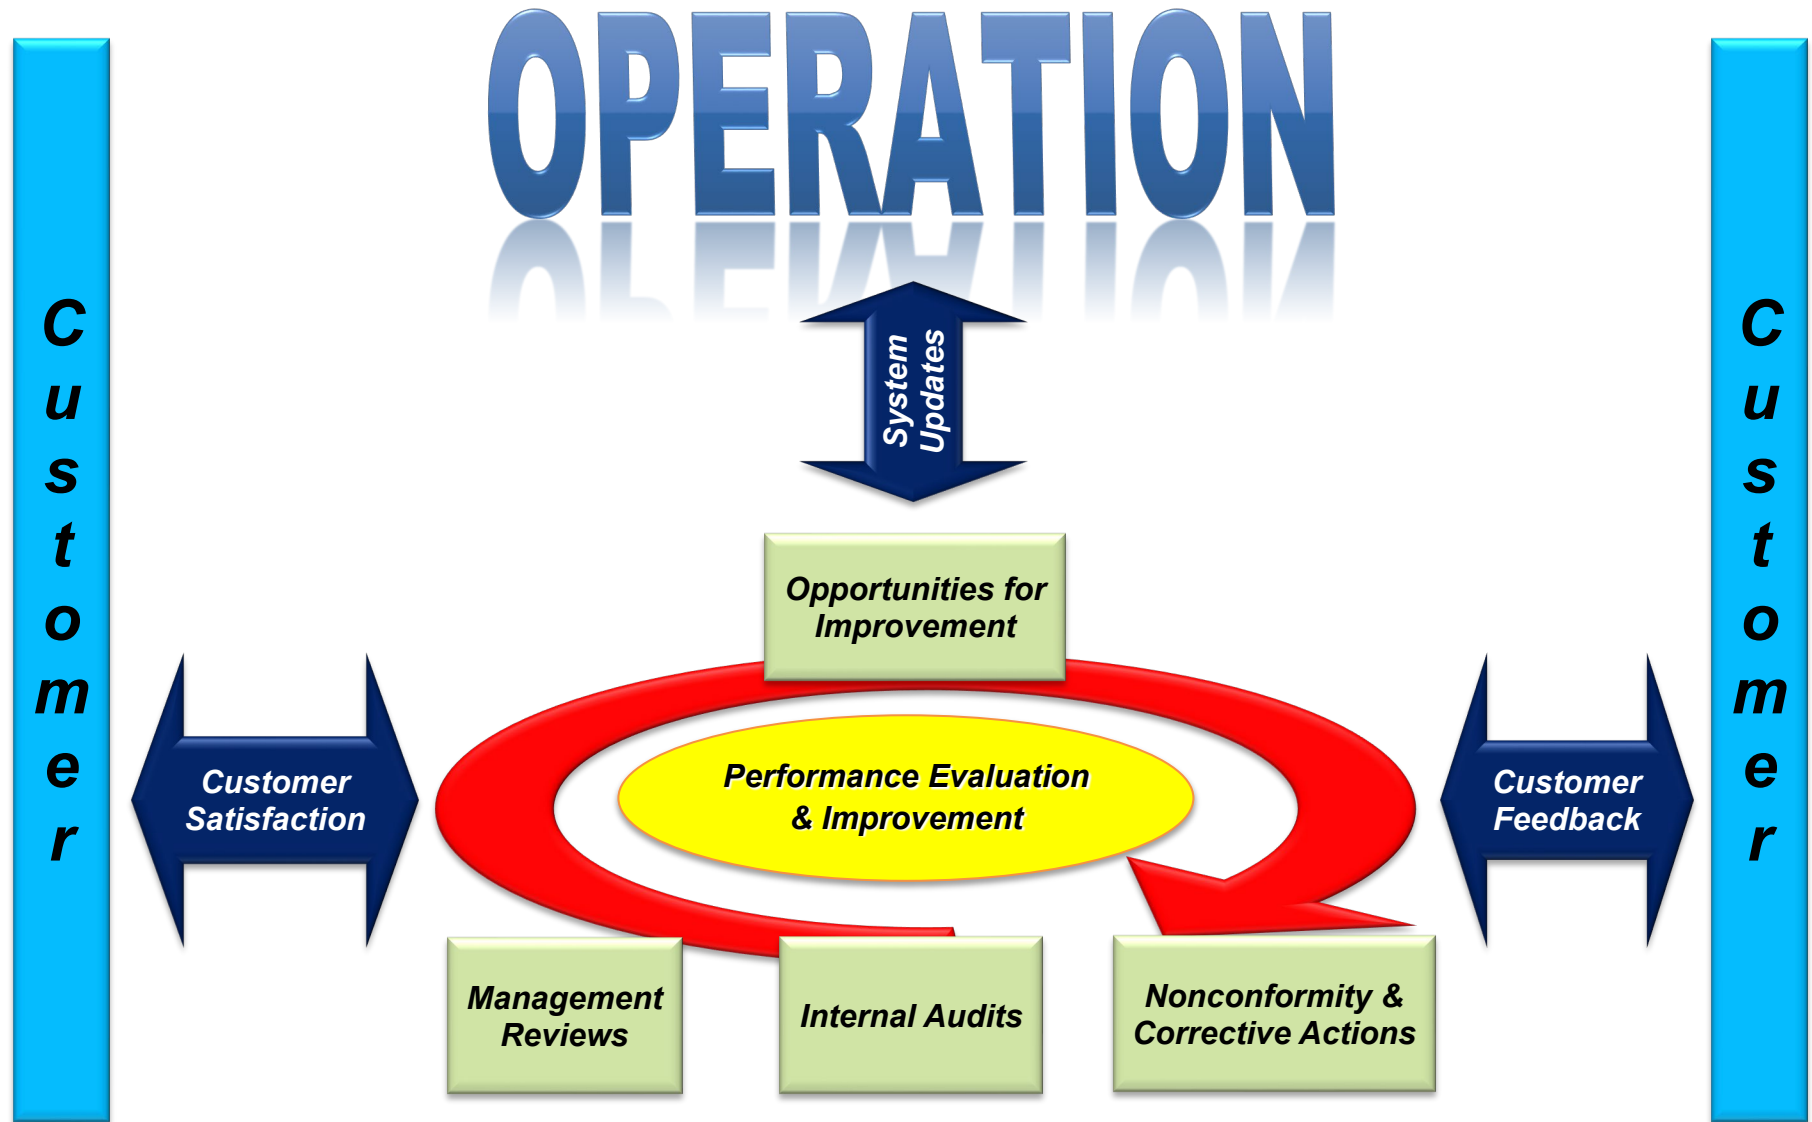 OPERATION
Customer
Customer
System
Updates
Opportunities for
Improvement
Customer
Satisfaction
Performance Evaluation
& Improvement
Customer
Feedback
Management
Reviews
Internal Audits
Nonconformity &
Corrective Actions